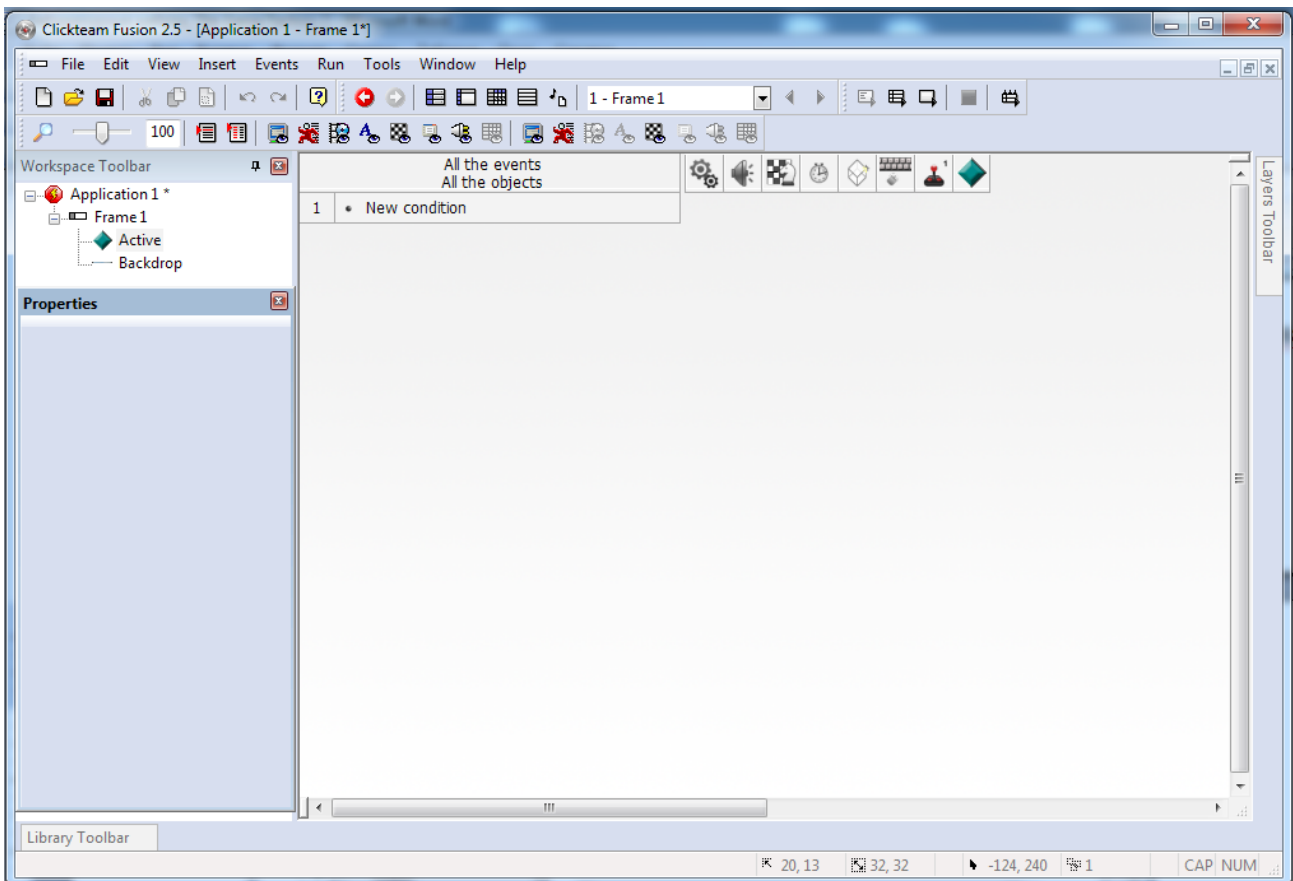 Clickteam Fusion 2.5 - [Application 1 - Frame 1*]
File Edit View Insert Events Run Tools Window Help
1 - Frame 1
100
Workspace Toolbar
Application 1 *
Frame 1
Active
Backdrop
Properties
All the events
All the objects
1
1 • New condition
Layers Toolbar
Library Toolbar
20, 13 32, 32 -124, 240 1 CAP NUM